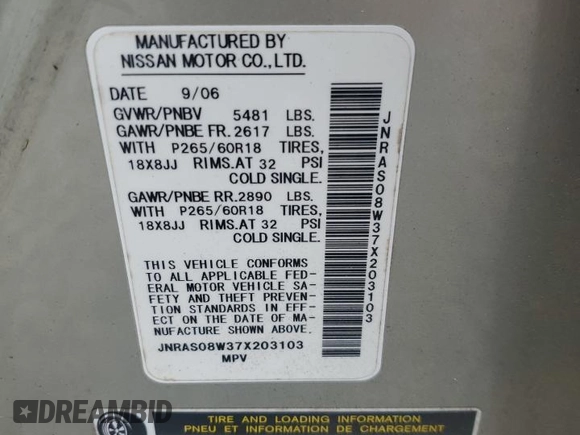 MANUFACTURED BY
NISSAN MOTOR CO.,LTD.
DATE 9/06
GVWR/PNBV 5481 LBS.
GAWR/PNBE FR.2617 LBS.
WITH P265/60R18 TIRES,
18X8JJ RIMS.AT 32 PSI
COLD SINGLE.
GAWR/PNBE RR.2890 LBS.
WITH P265/60R18 TIRES,
18X8JJ RIMS.AT 32 PSI
COLD SINGLE.
THIS VEHICLE CONFORMS
TO ALL APPLICABLE FED-
ERAL MOTOR VEHICLE SA-
FETY AND THEFT PREVEN-
TION STANDARDS IN EFF-
ECT ON THE DATE OF MA-
NUFACTURE SHOWN ABOVE.
JNRAS08W37X203103
MPV
JNRAS08W37X203103
TIRE AND LOADING INFORMATION
PNEU ET INFORMATION DE CHARGEMENT
DREAMBID